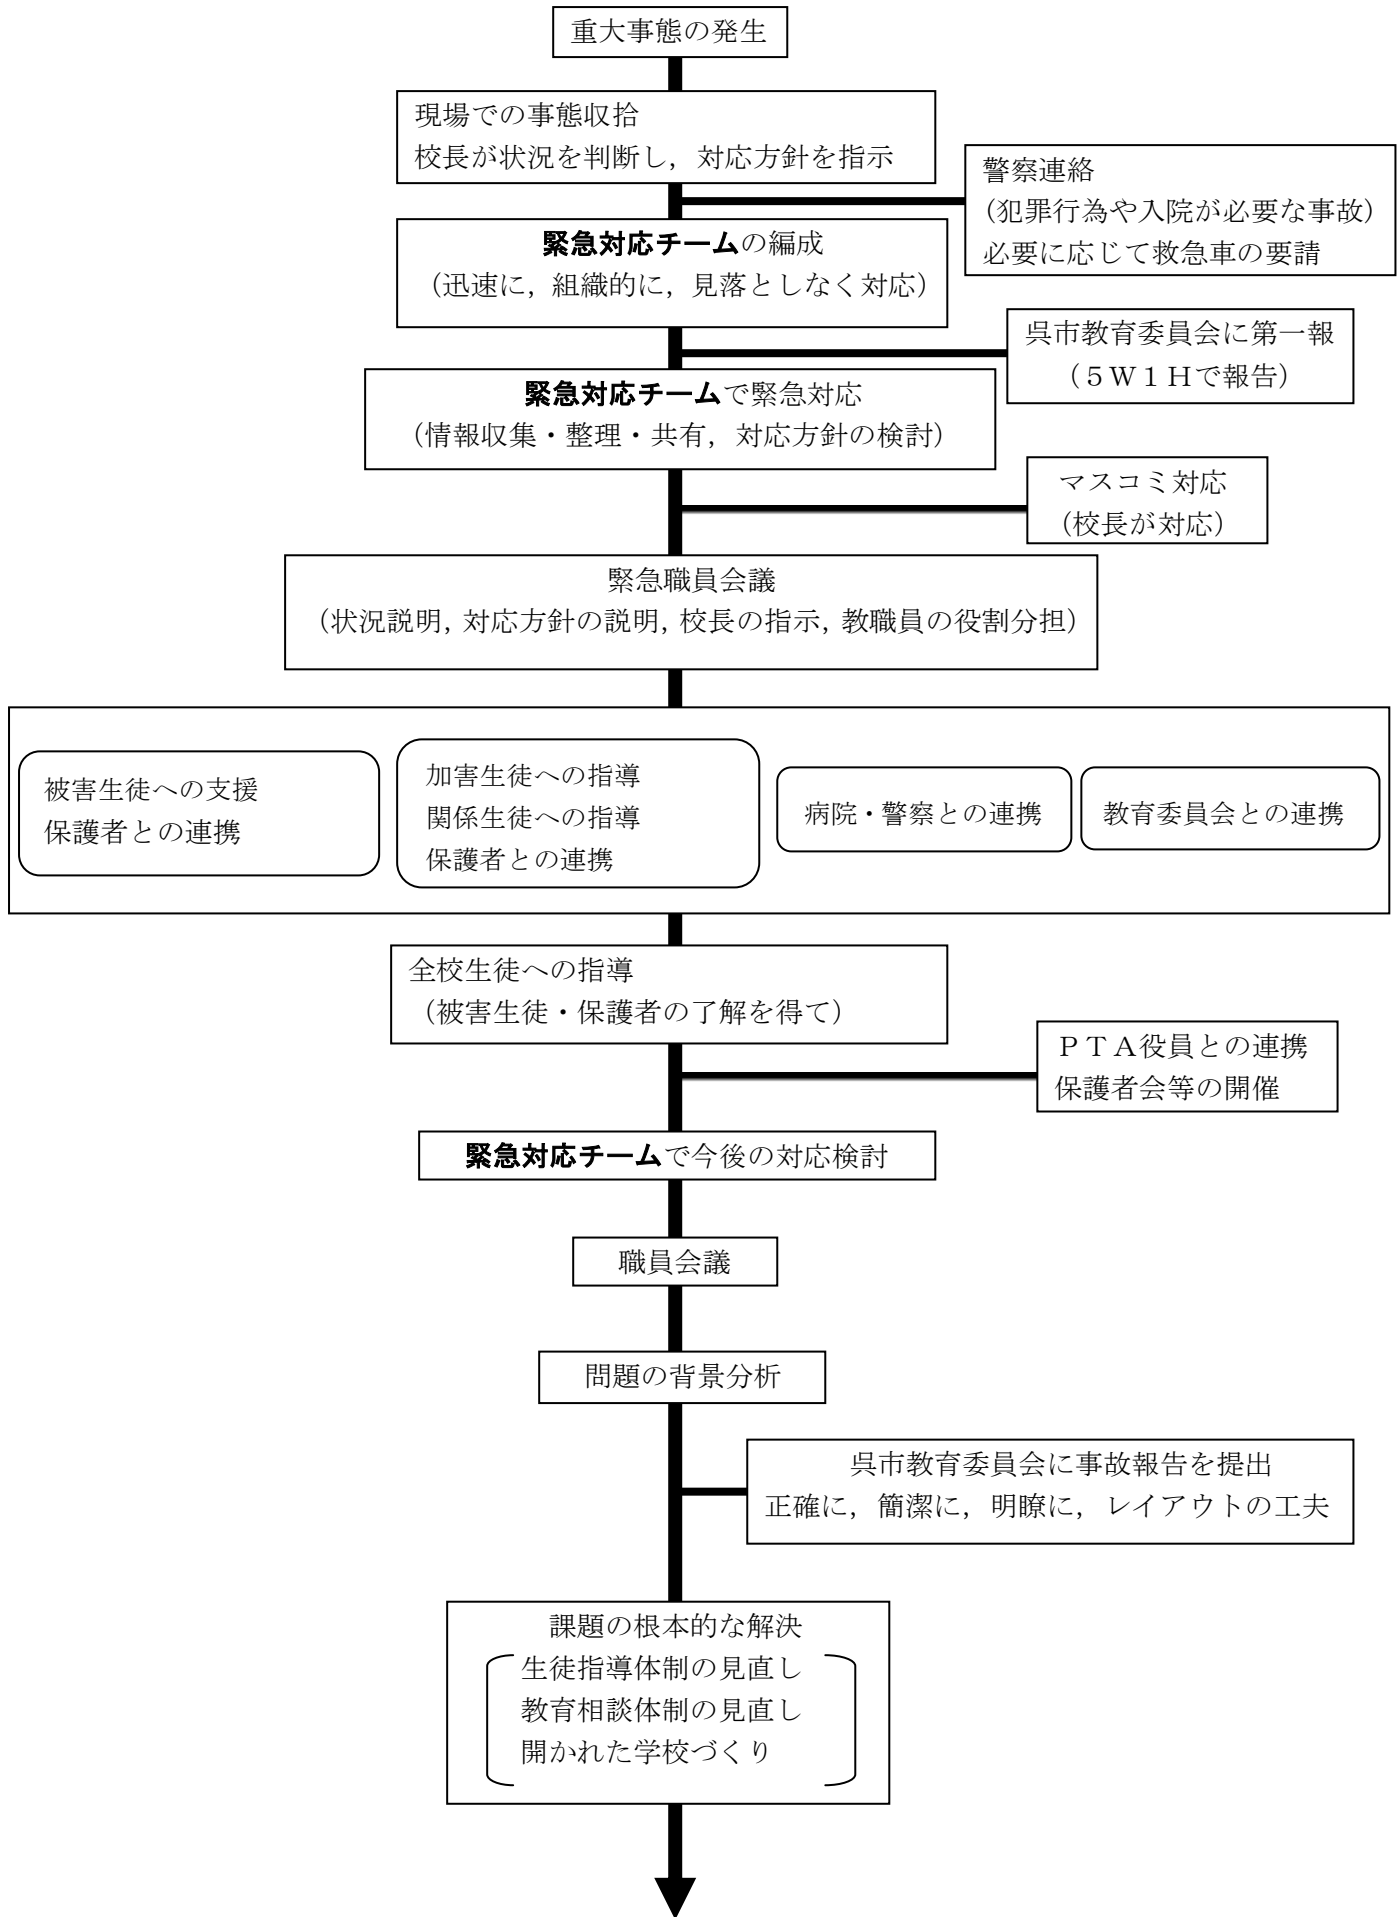 重大事態の発生
現場での事態収拾
校長が状況を判断し，対応方針を指示
警察連絡
（犯罪行為や入院が必要な事故）
必要に応じて救急車の要請
緊急対応チームの編成
（迅速に，組織的に，見落としなく対応）
呉市教育委員会に第一報
（５Ｗ１Ｈで報告）
緊急対応チームで緊急対応
（情報収集・整理・共有，対応方針の検討）
マスコミ対応
（校長が対応）
緊急職員会議
（状況説明，対応方針の説明，校長の指示，教職員の役割分担）
被害生徒への支援
保護者との連携
加害生徒への指導
関係生徒への指導
保護者との連携
病院・警察との連携
教育委員会との連携
全校生徒への指導
（被害生徒・保護者の了解を得て）
ＰＴＡ役員との連携
保護者会等の開催
緊急対応チームで今後の対応検討
職員会議
問題の背景分析
呉市教育委員会に事故報告を提出
正確に，簡潔に，明瞭に，レイアウトの工夫
課題の根本的な解決
生徒指導体制の見直し
教育相談体制の見直し
開かれた学校づくり